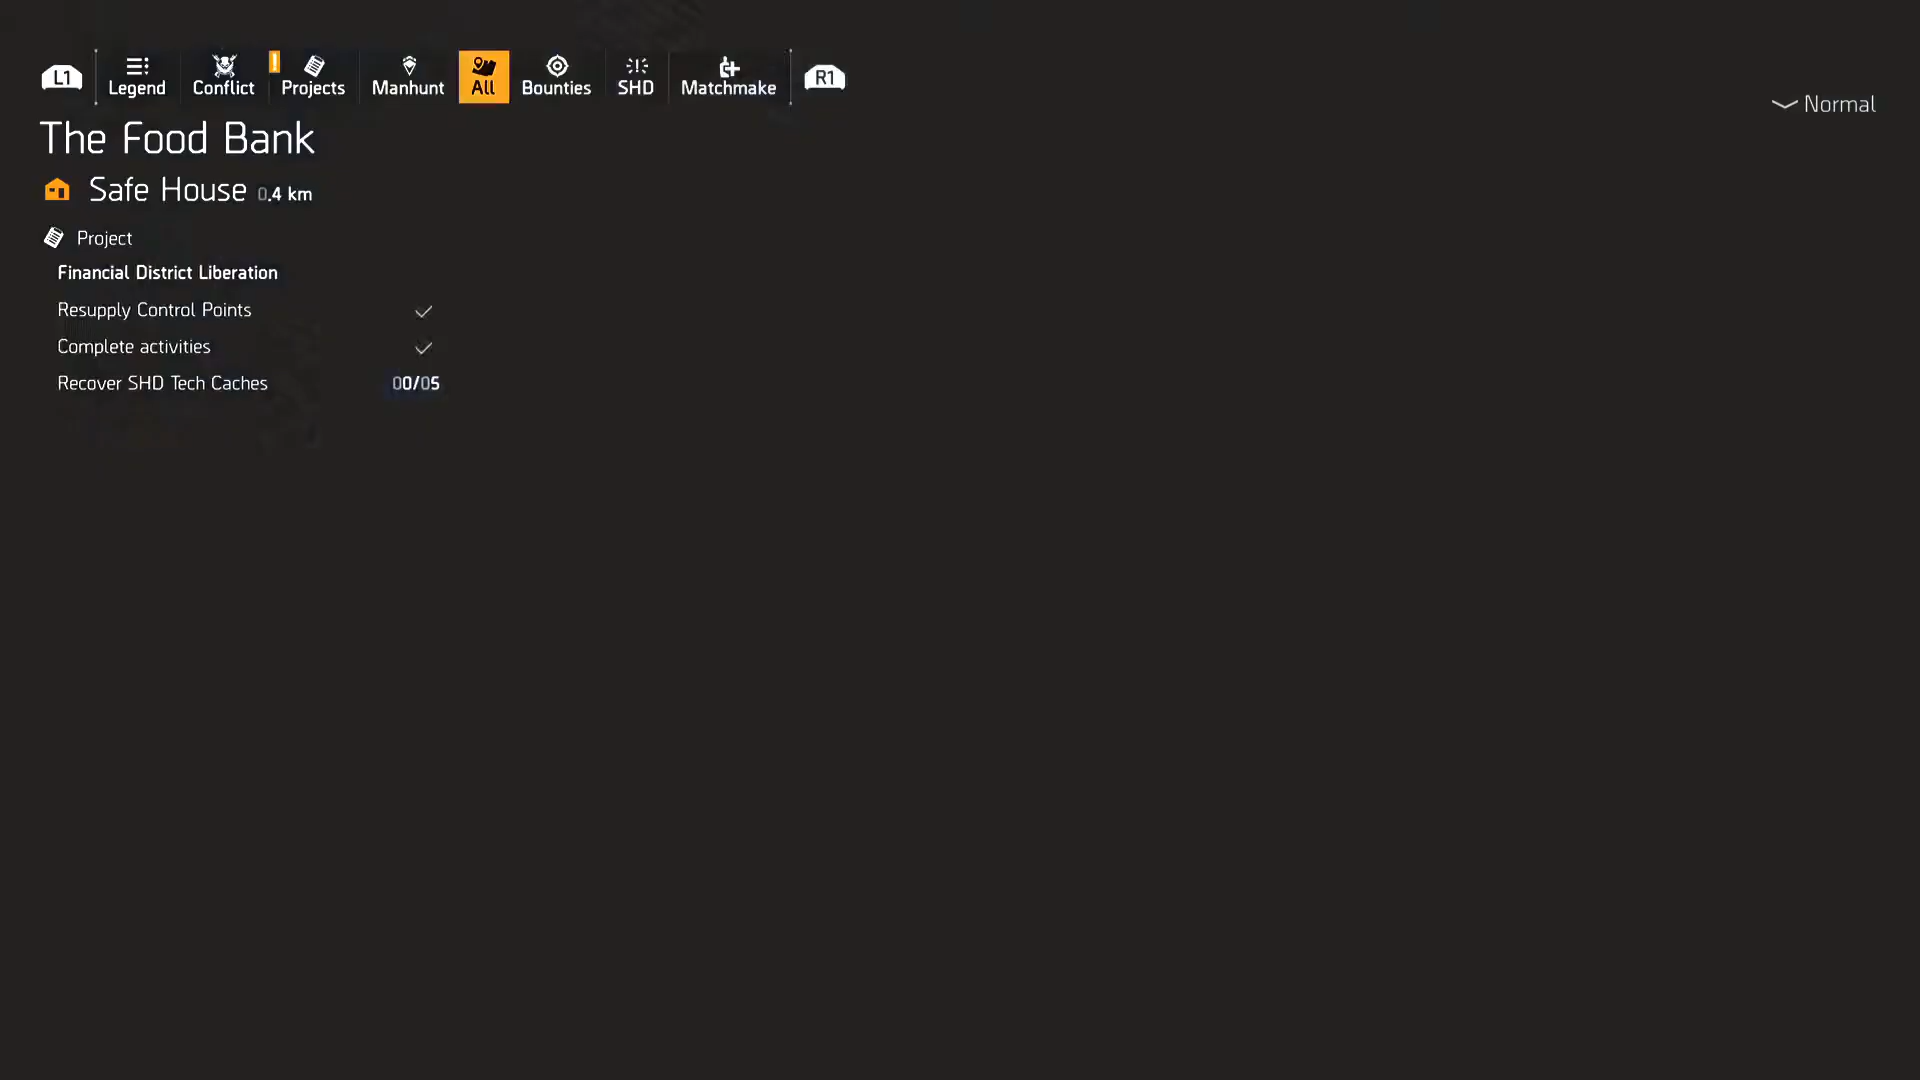 L1 Legend Conflict ! Projects Manhunt All Bounties SHD Matchmake R1
Normal
The Food Bank
Safe House 0.4 km
Project
Financial District Liberation
Resupply Control Points
Complete activities
Recover SHD Tech Caches 00/05